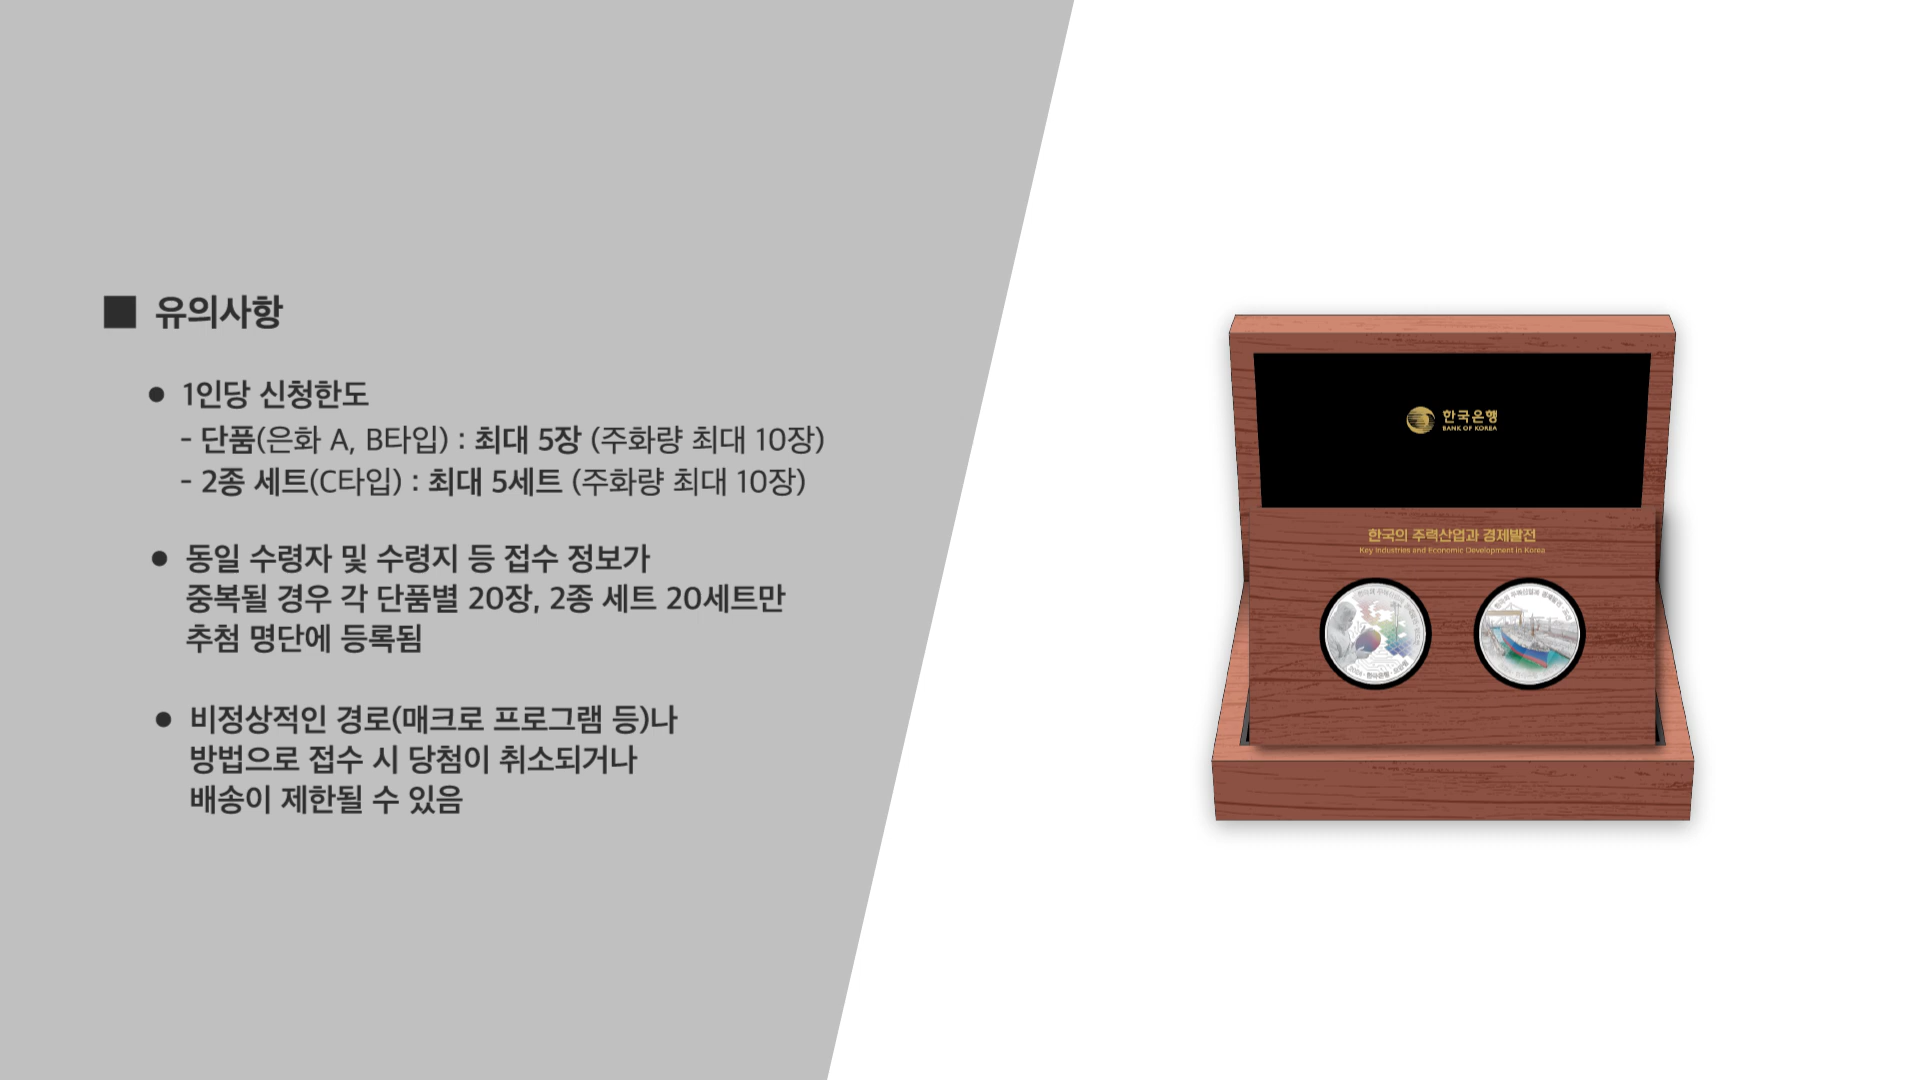 ■ 유의사항
● 1인당 신청한도
- 단품(은화 A, B타입) : 최대 5장 (주화량 최대 10장)
- 2종 세트(C타입) : 최대 5세트 (주화량 최대 10장)
● 동일 수령자 및 수령지 등 접수 정보가
중복될 경우 각 단품별 20장, 2종 세트 20세트만
추첨 명단에 등록됨
● 비정상적인 경로(매크로 프로그램 등)나
방법으로 접수 시 당첨이 취소되거나
배송이 제한될 수 있음
한국은행
BANK OF KOREA
한국의 주력산업과 경제발전
Key Industries and Economic Development in Korea